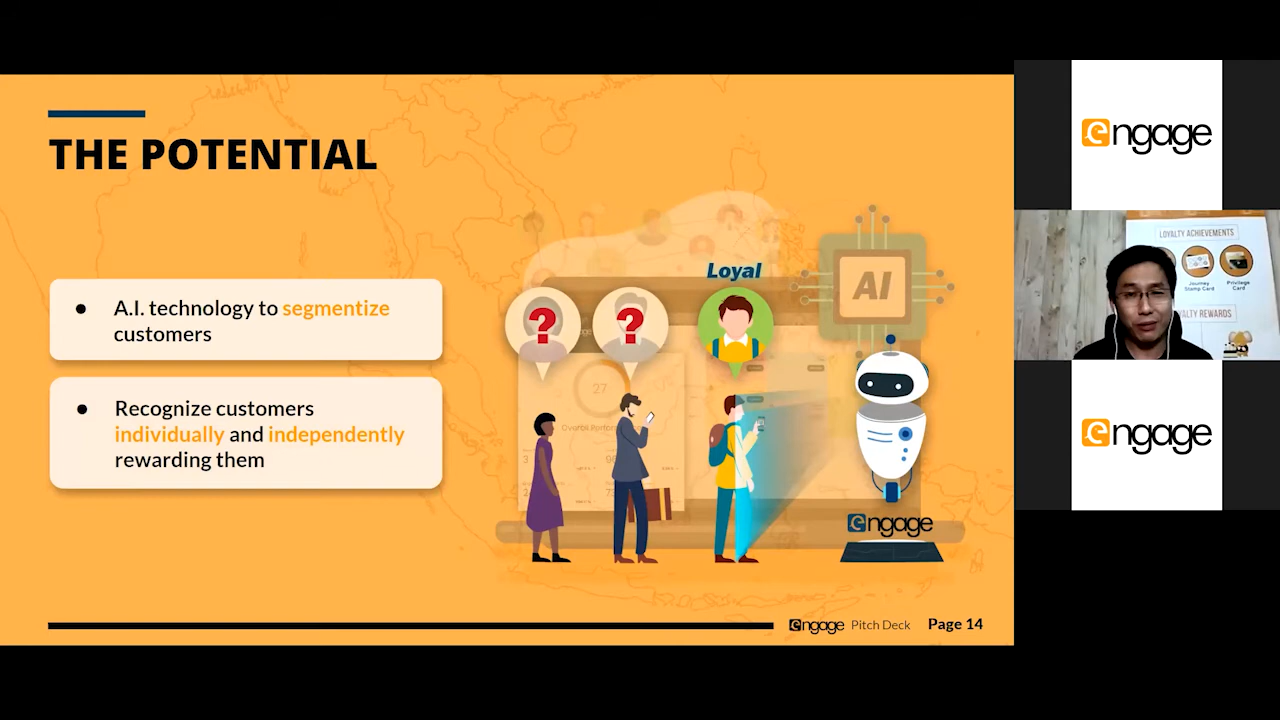 THE POTENTIAL
● A.I. technology to segmentize
customers
● Recognize customers
individually and independently
rewarding them
Loyal
AI
?
?
27
engage
engage Pitch Deck Page 14
engage
LOYALTY ACHIEVEMENTS
Journey
Stamp Card
Privilege
Card
LOYALTY REWARDS
engage